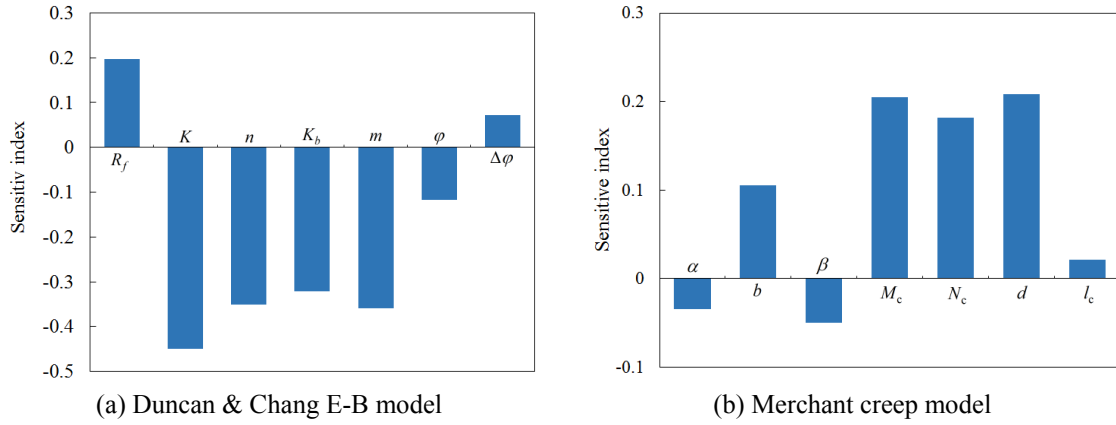 0.3
0.2
0.1
0
-0.1
-0.2
-0.3
-0.4
-0.5
Sensitiv index
K n K_b m φ
R_f Δφ
(a) Duncan & Chang E-B model
0.3
0.2
0.1
0
-0.1
Sensitive index
α β
b M_c N_c d l_c
(b) Merchant creep model